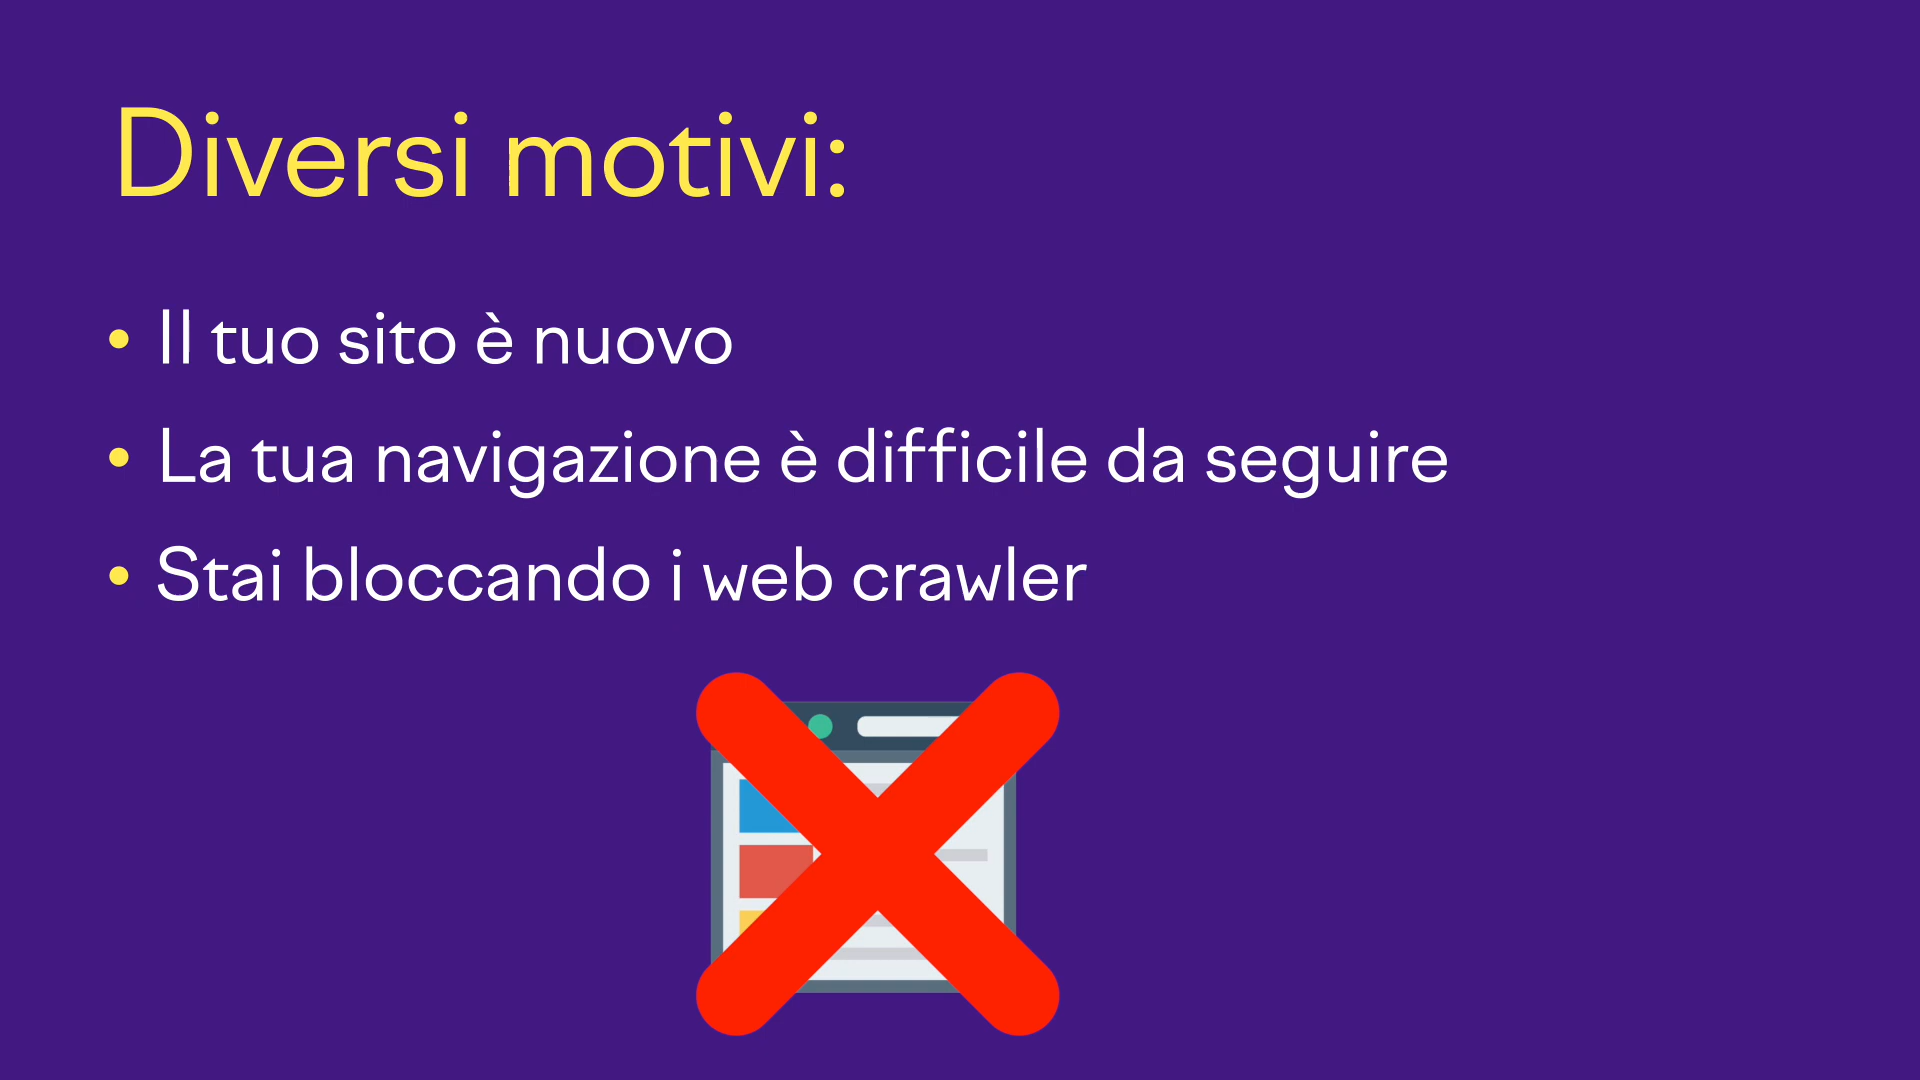 Diversi motivi:
• Il tuo sito è nuovo
• La tua navigazione è difficile da seguire
• Stai bloccando i web crawler